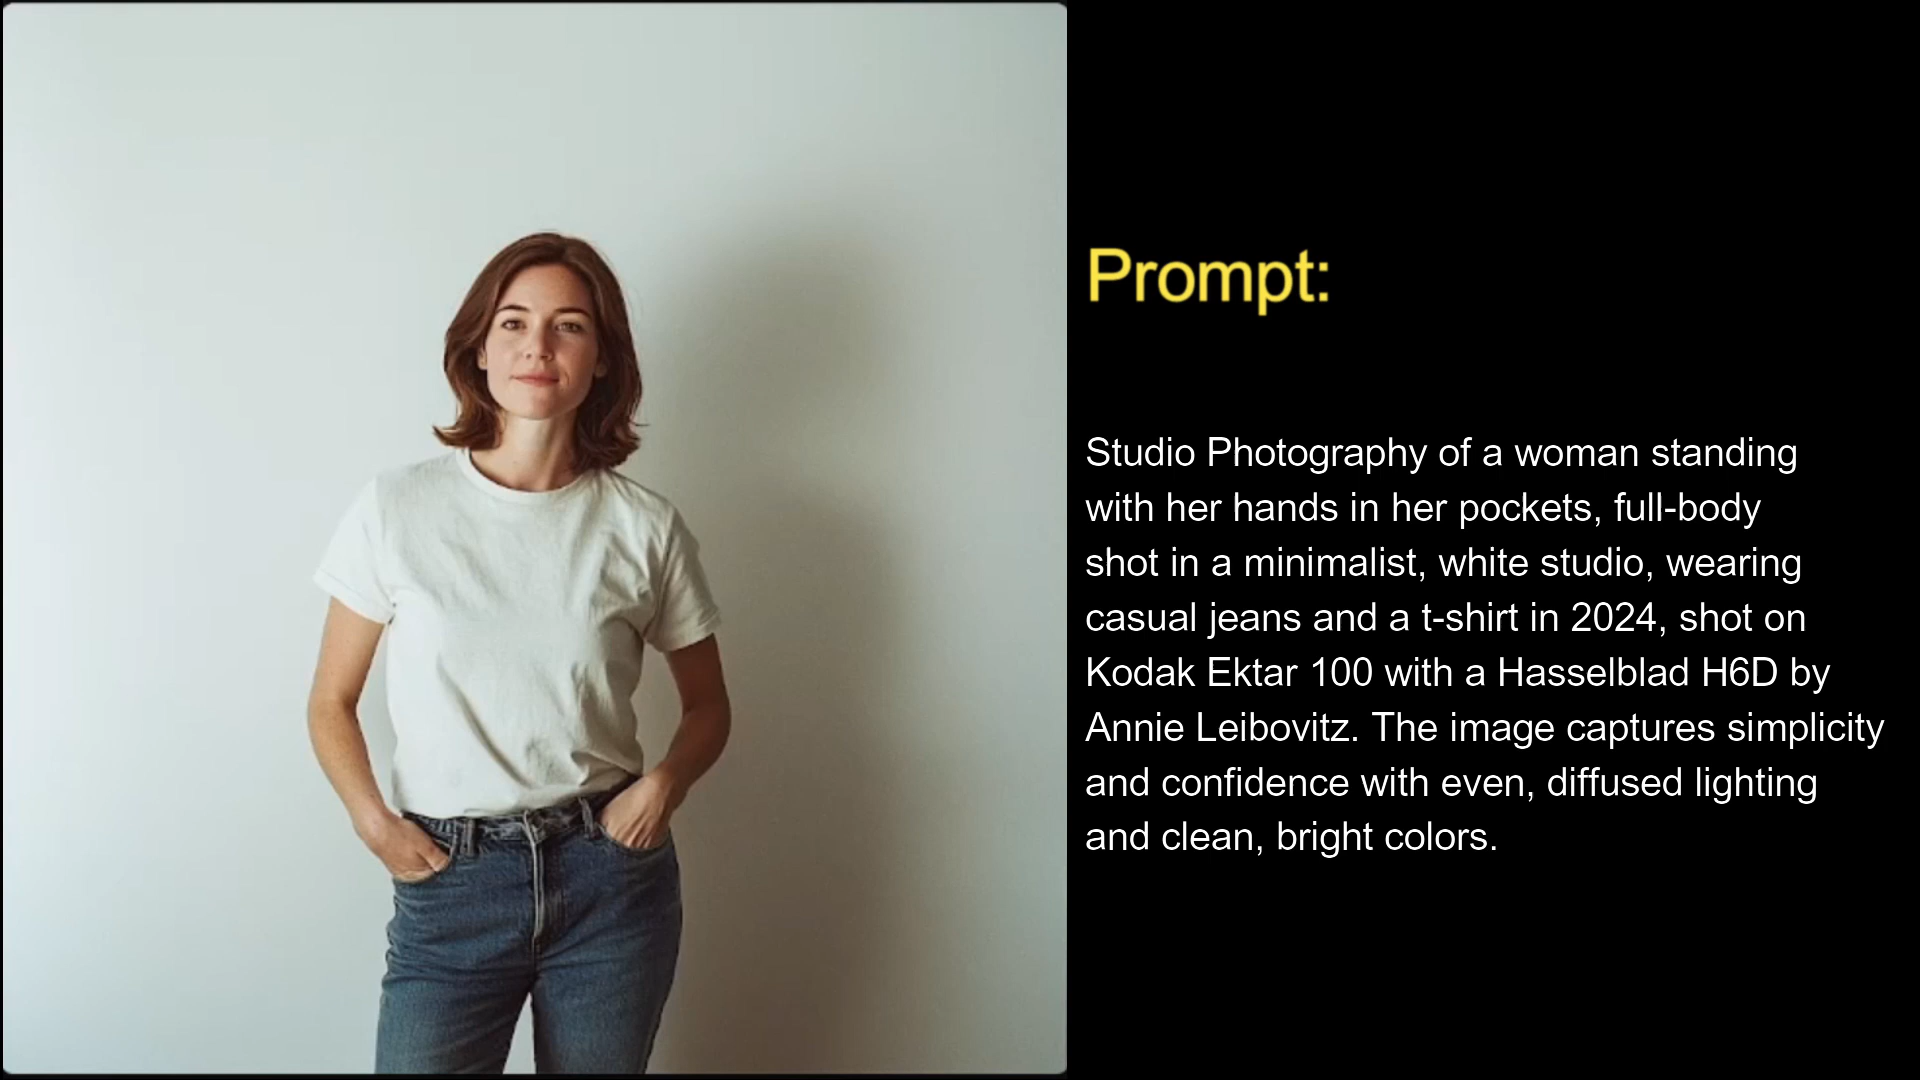 Prompt:
Studio Photography of a woman standing
with her hands in her pockets, full-body
shot in a minimalist, white studio, wearing
casual jeans and a t-shirt in 2024, shot on
Kodak Ektar 100 with a Hasselblad H6D by
Annie Leibovitz. The image captures simplicity
and confidence with even, diffused lighting
and clean, bright colors.